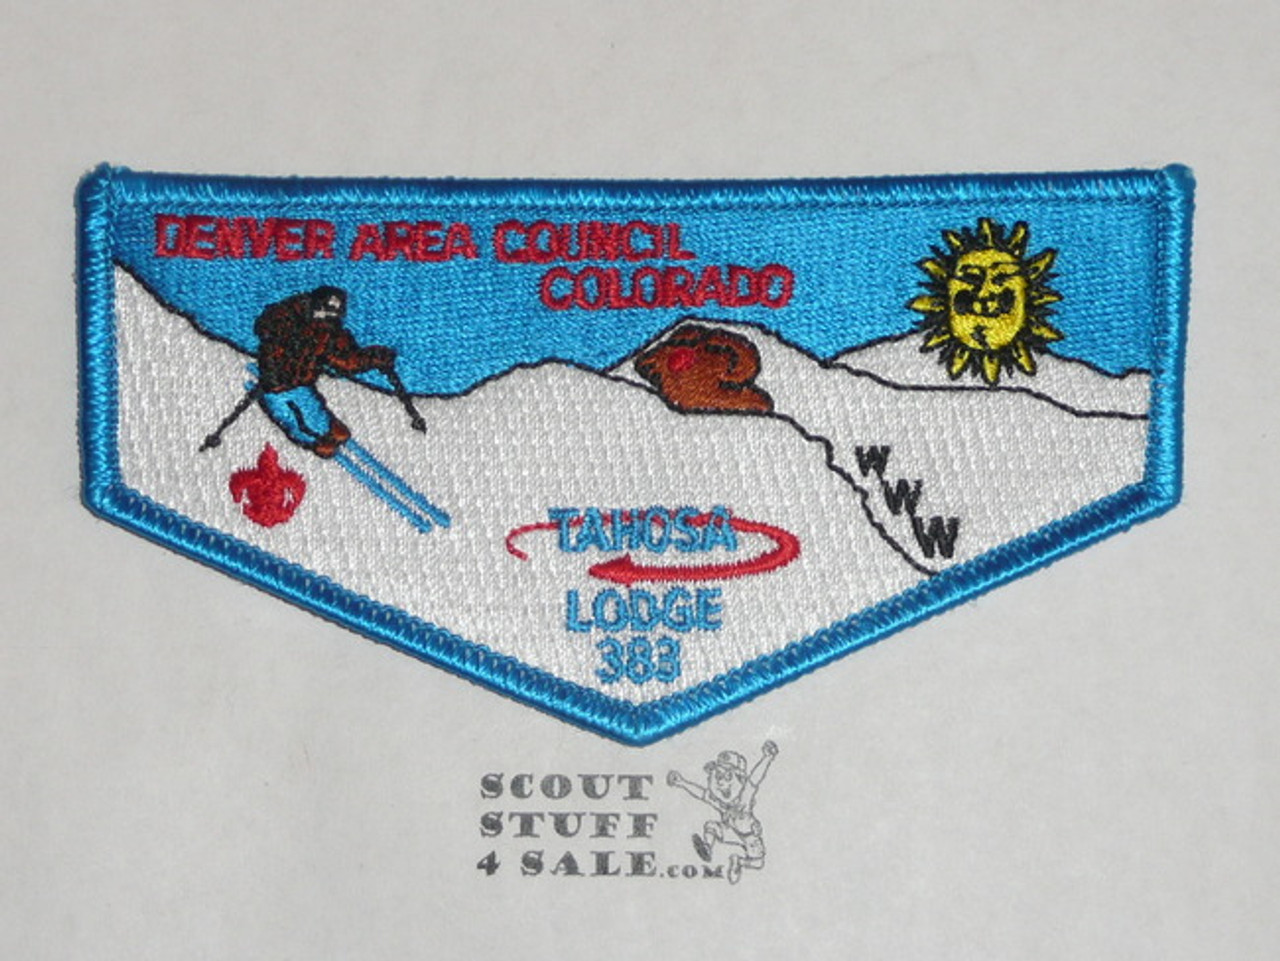 DENVER AREA COUNCIL
COLORADO
W
W
W
TAHOSA
LODGE
383
SCOUT
STUFF
4 SALE.COM